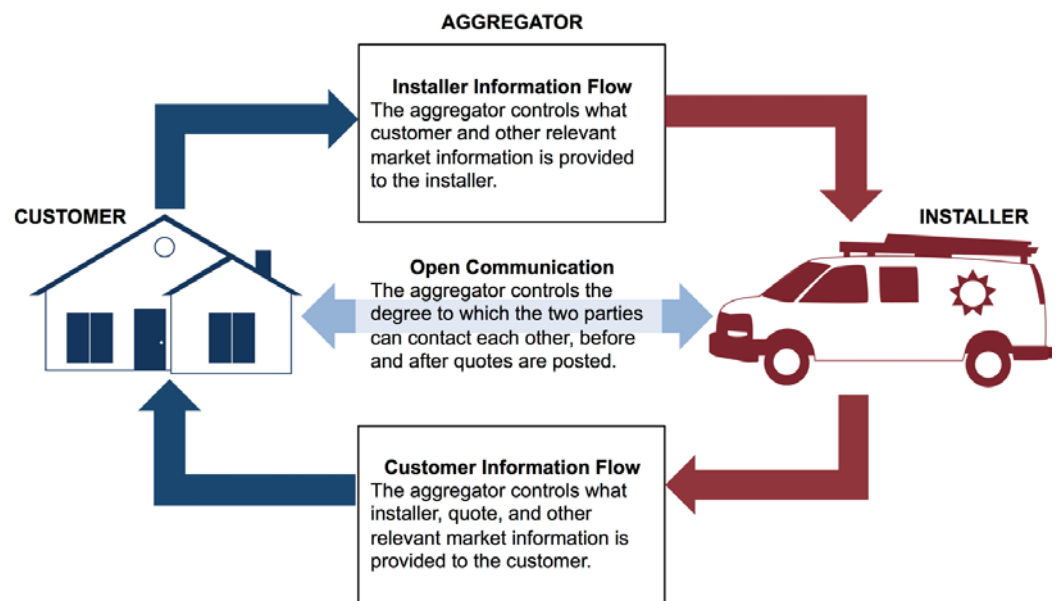 AGGREGATOR
Installer Information Flow
The aggregator controls what
customer and other relevant
market information is provided
to the installer.
CUSTOMER
INSTALLER
Open Communication
The aggregator controls the
degree to which the two parties
can contact each other, before
and after quotes are posted.
Customer Information Flow
The aggregator controls what
installer, quote, and other
relevant market information is
provided to the customer.